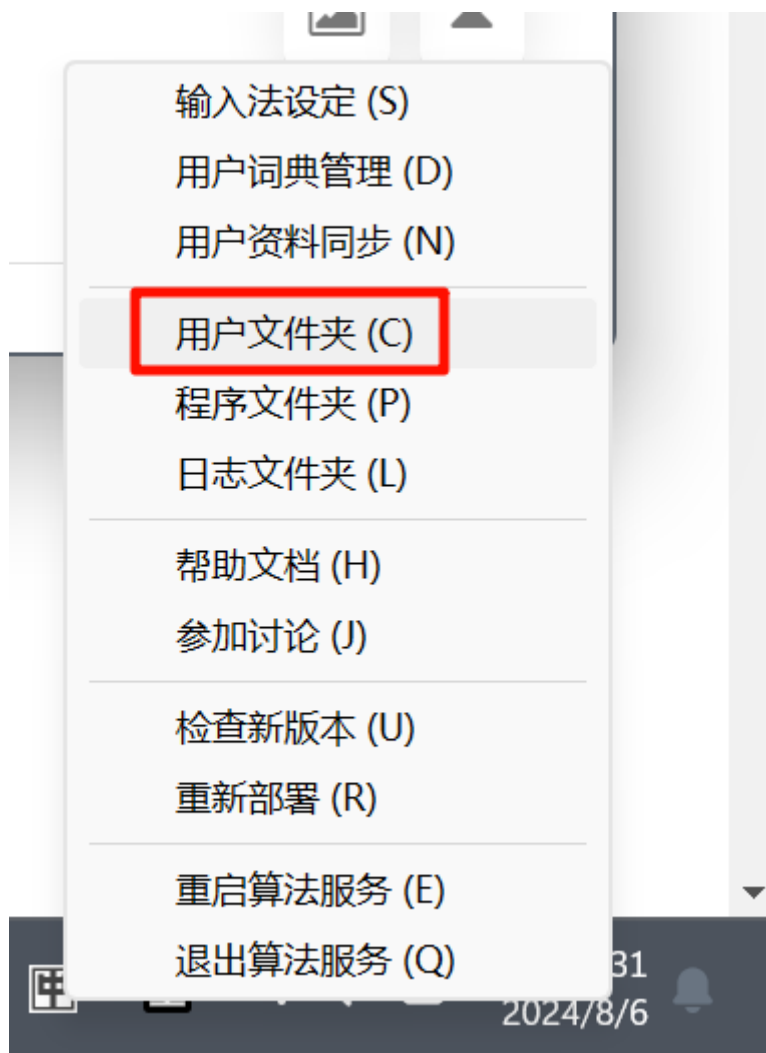 输入法设定 (S)
用户词典管理 (D)
用户资料同步 (N)
用户文件夹 (C)
程序文件夹 (P)
日志文件夹 (L)
帮助文档 (H)
参加讨论 (J)
检查新版本 (U)
重新部署 (R)
重启算法服务 (E)
退出算法服务 (Q)
31
2024/8/6